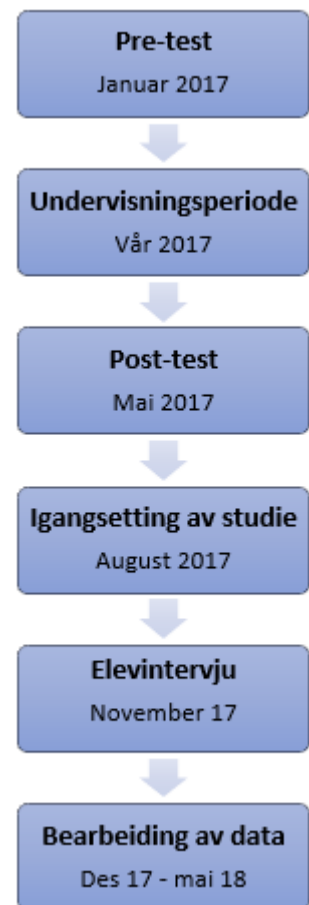 Pre-test
Januar 2017
Undervisningsperiode
Vår 2017
Post-test
Mai 2017
Igangsetting av studie
August 2017
Elevintervju
November 17
Bearbeiding av data
Des 17 - mai 18